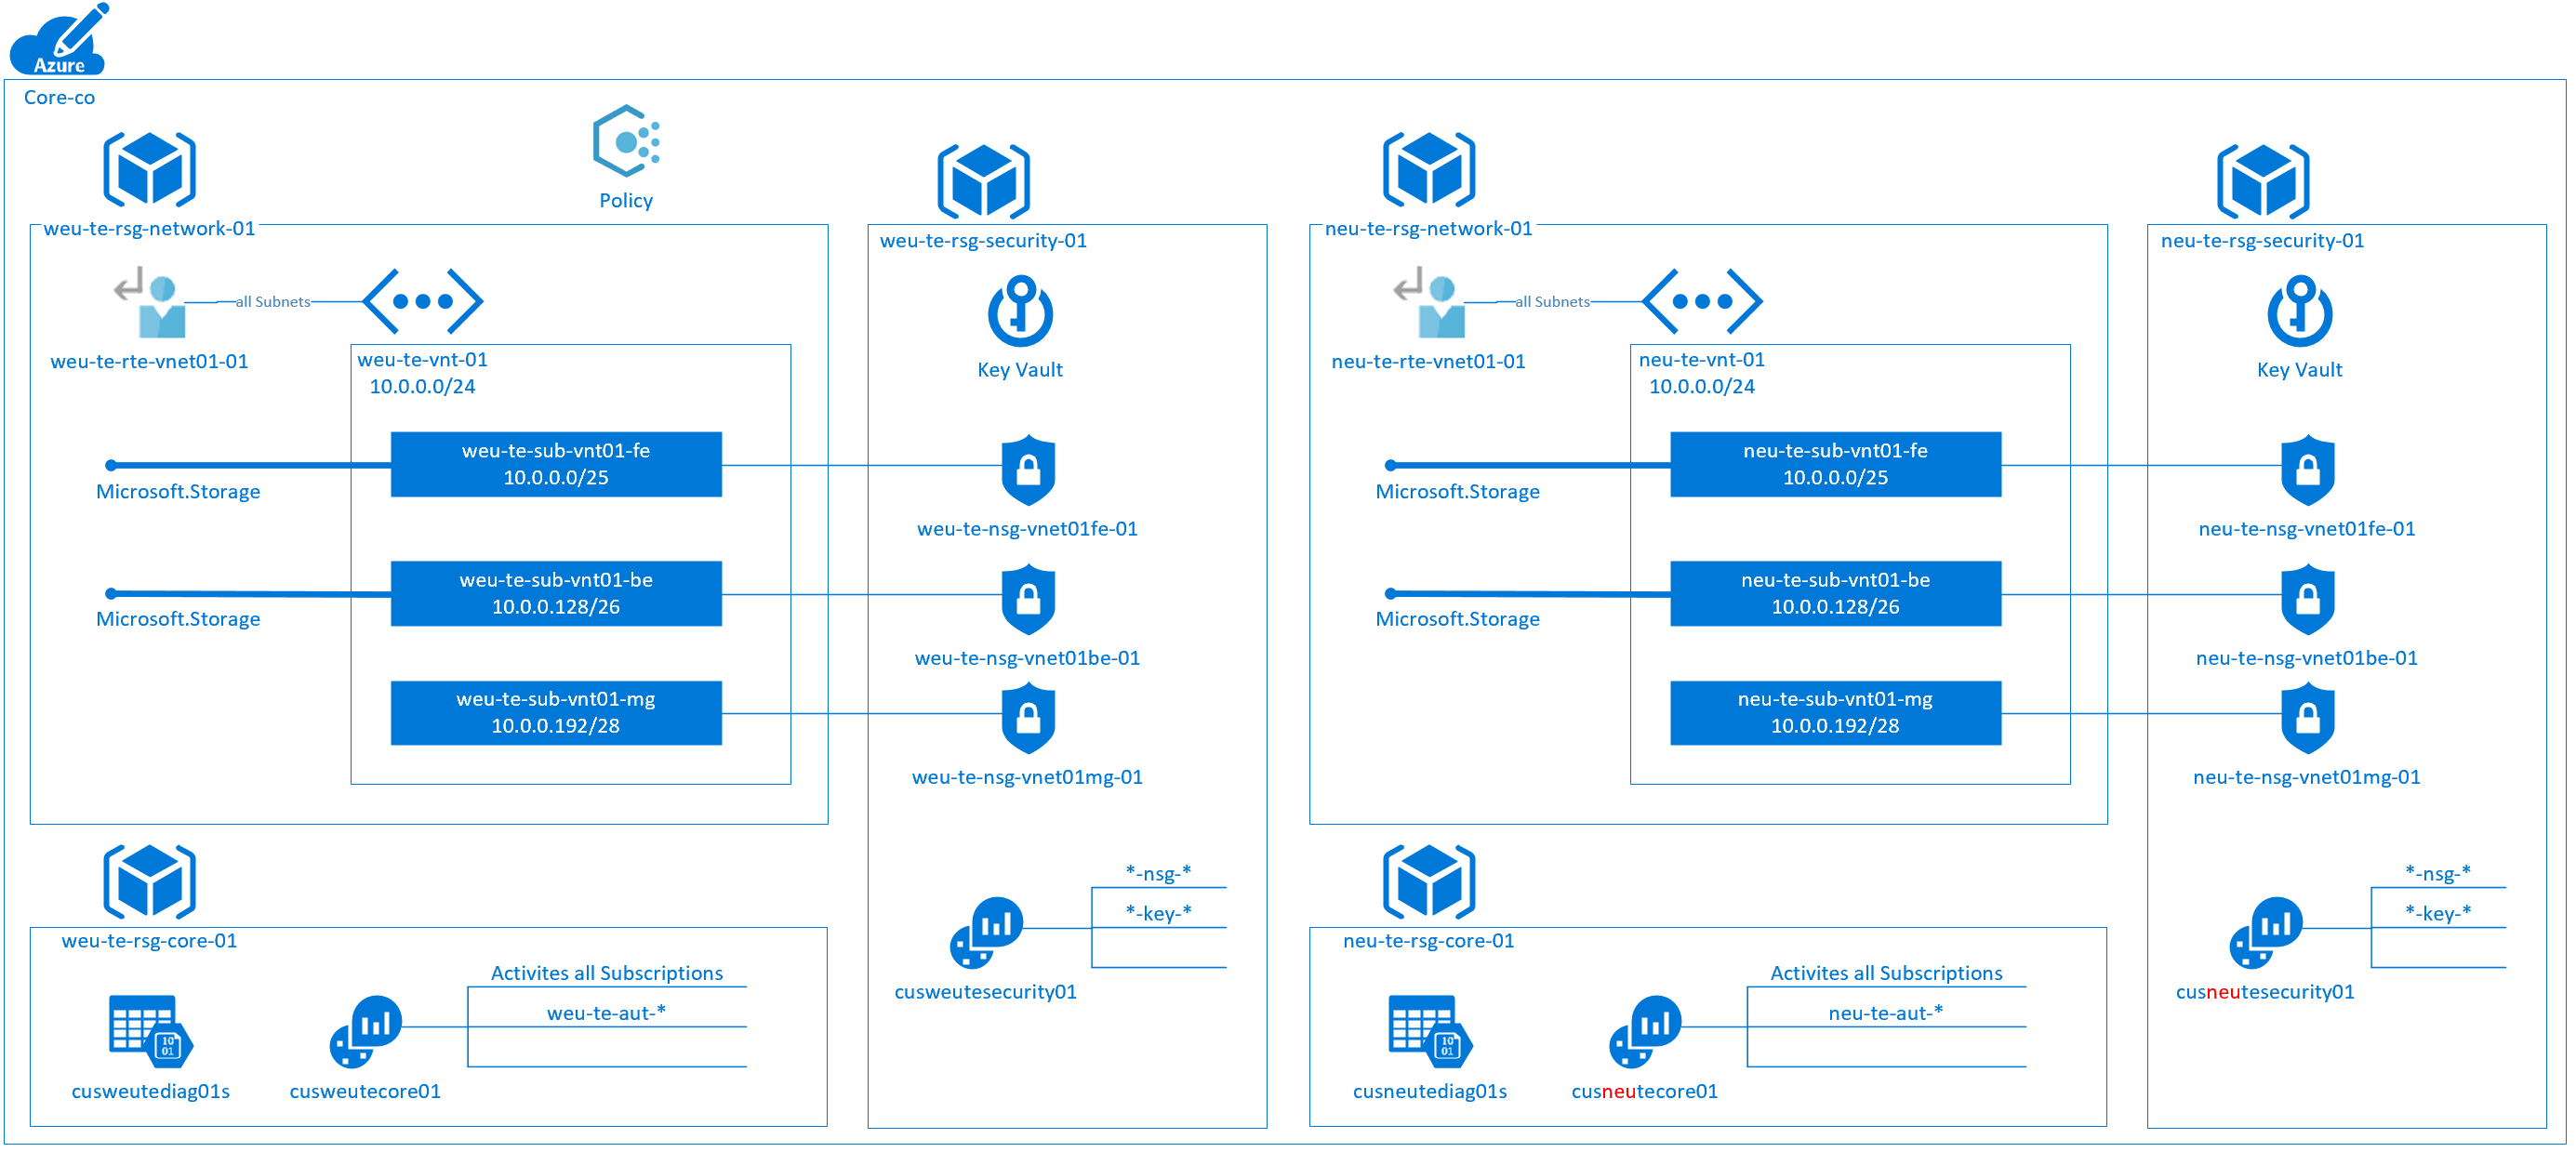 Azure
Core-co
Policy
weu-te-rsg-network-01
all Subnets
weu-te-rte-vnet01-01
weu-te-vnt-01
10.0.0.0/24
weu-te-sub-vnt01-fe
10.0.0.0/25
Microsoft.Storage
weu-te-sub-vnt01-be
10.0.0.128/26
Microsoft.Storage
weu-te-sub-vnt01-mg
10.0.0.192/28
weu-te-rsg-security-01
Key Vault
weu-te-nsg-vnet01fe-01
weu-te-nsg-vnet01be-01
weu-te-nsg-vnet01mg-01
*-nsg-*
*-key-*
cusweutesecurity01
weu-te-rsg-core-01
Activites all Subscriptions
weu-te-aut-*
10
01
cusweutediag01s
cusweutecore01
neu-te-rsg-network-01
all Subnets
neu-te-rte-vnet01-01
neu-te-vnt-01
10.0.0.0/24
neu-te-sub-vnt01-fe
10.0.0.0/25
Microsoft.Storage
neu-te-sub-vnt01-be
10.0.0.128/26
Microsoft.Storage
neu-te-sub-vnt01-mg
10.0.0.192/28
neu-te-rsg-security-01
Key Vault
neu-te-nsg-vnet01fe-01
neu-te-nsg-vnet01be-01
neu-te-nsg-vnet01mg-01
*-nsg-*
*-key-*
cusneutesecurity01
neu-te-rsg-core-01
Activites all Subscriptions
neu-te-aut-*
10
01
cusneutediag01s
cusneutecore01